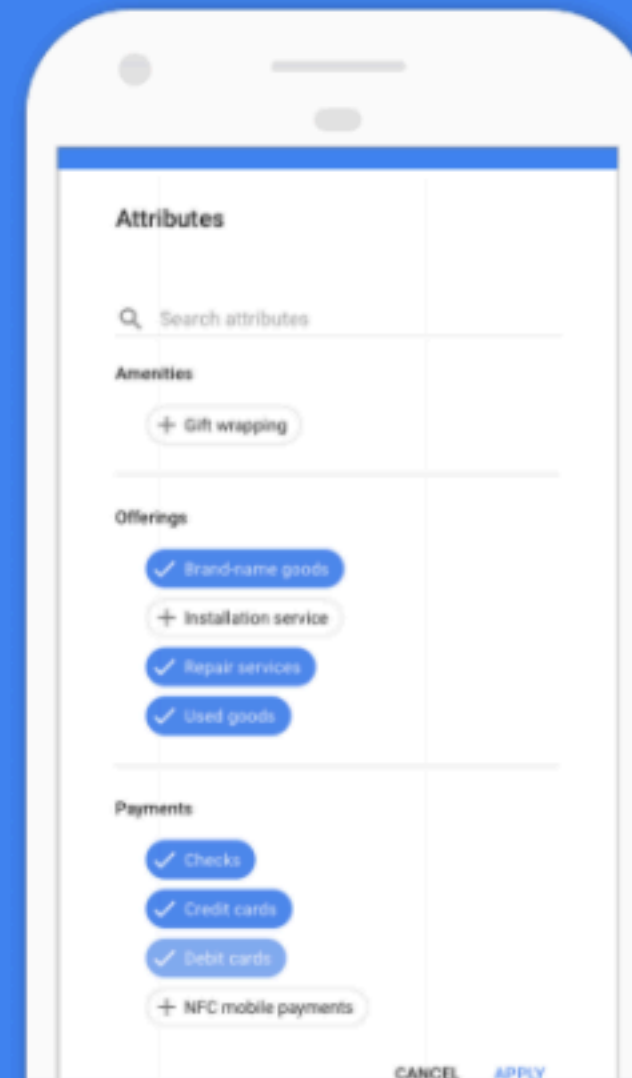 Attributes
Search attributes
Amenities
Gift wrapping
Offerings
Brand-name goods
Installation service
Repair services
Used goods
Payments
Checks
Credit cards
Debit cards
NFC mobile payments
CANCEL APPLY